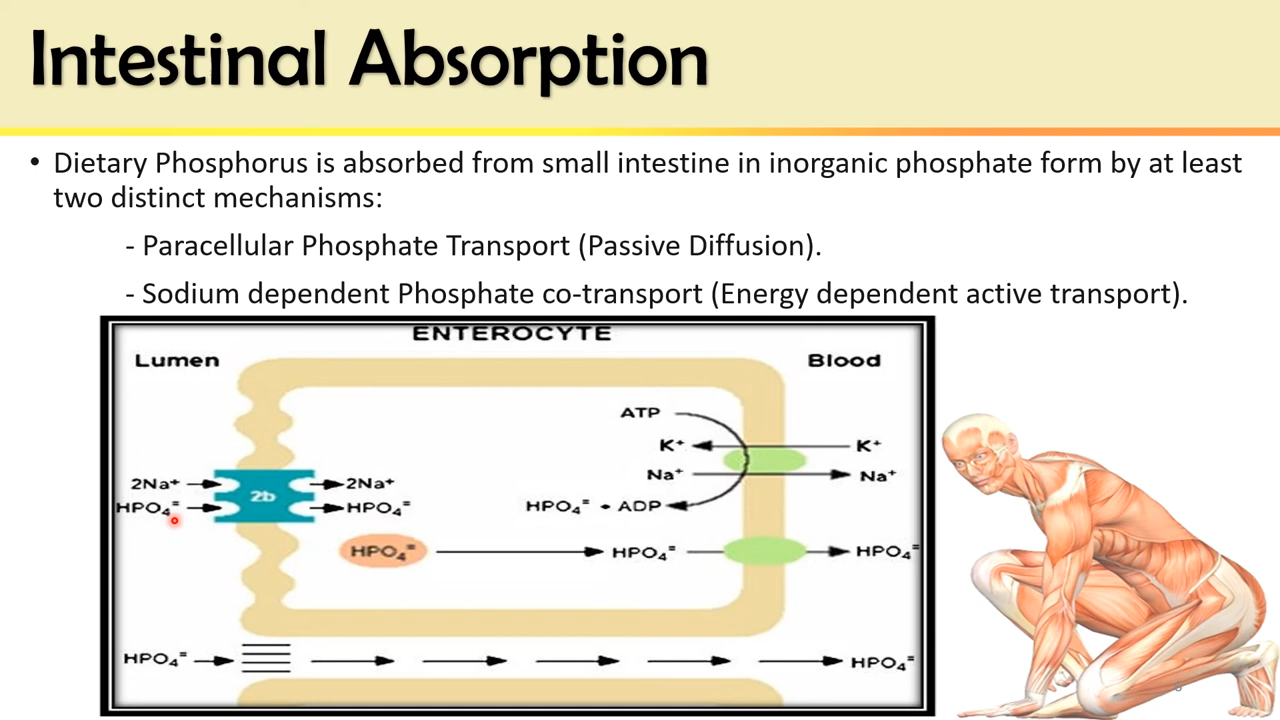 Intestinal Absorption
• Dietary Phosphorus is absorbed from small intestine in inorganic phosphate form by at least
two distinct mechanisms:
- Paracellular Phosphate Transport (Passive Diffusion).
- Sodium dependent Phosphate co-transport (Energy dependent active transport).
ENTEROCYTE
Lumen
Blood
ATP
K⁺ K⁺
Na⁺ Na⁺
2Na⁺ 2b 2Na⁺
HPO₄⁼ HPO₄⁼
HPO₄⁼ • ADP
HPO₄⁼ HPO₄⁼ HPO₄⁼
HPO₄⁼ HPO₄⁼